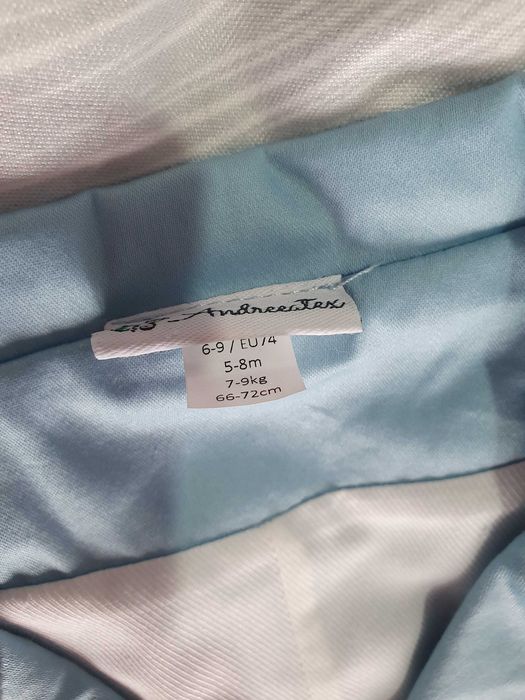 AndreeaTex
6-9 / EU74
5-8m
7-9kg
66-72cm